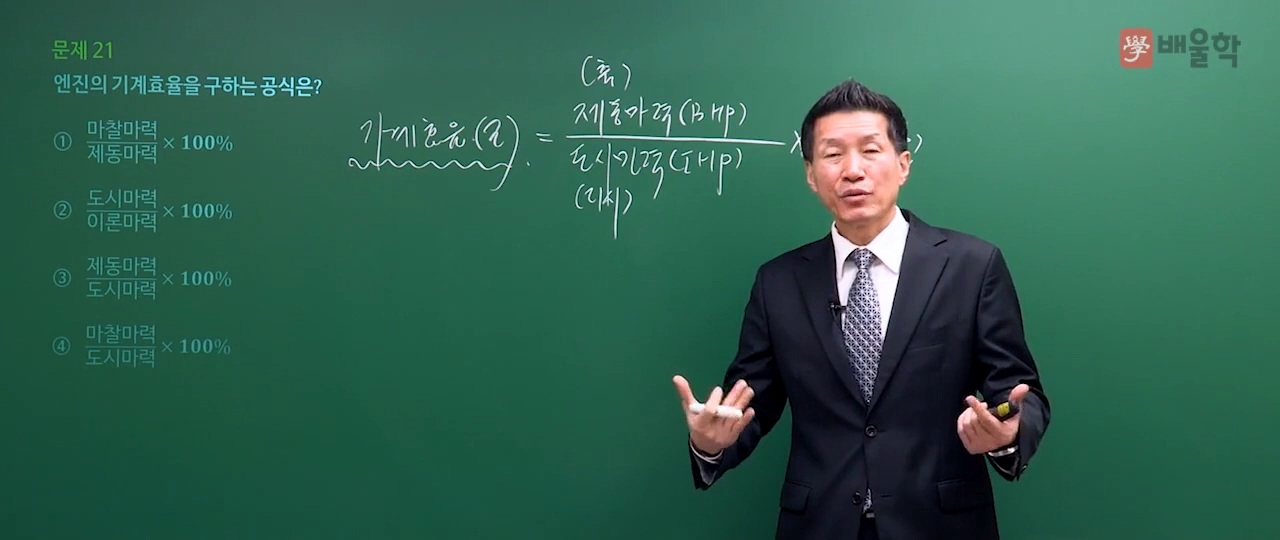 문제 21
엔진의 기계효율을 구하는 공식은?
① 마찰마력/제동마력 × 100%
② 도시마력/이론마력 × 100%
③ 제동마력/도시마력 × 100%
④ 마찰마력/도시마력 × 100%
(축)
제동마력(BHP)
기계효율(η) =
도시마력(IHP)
(지시)
學 배울학